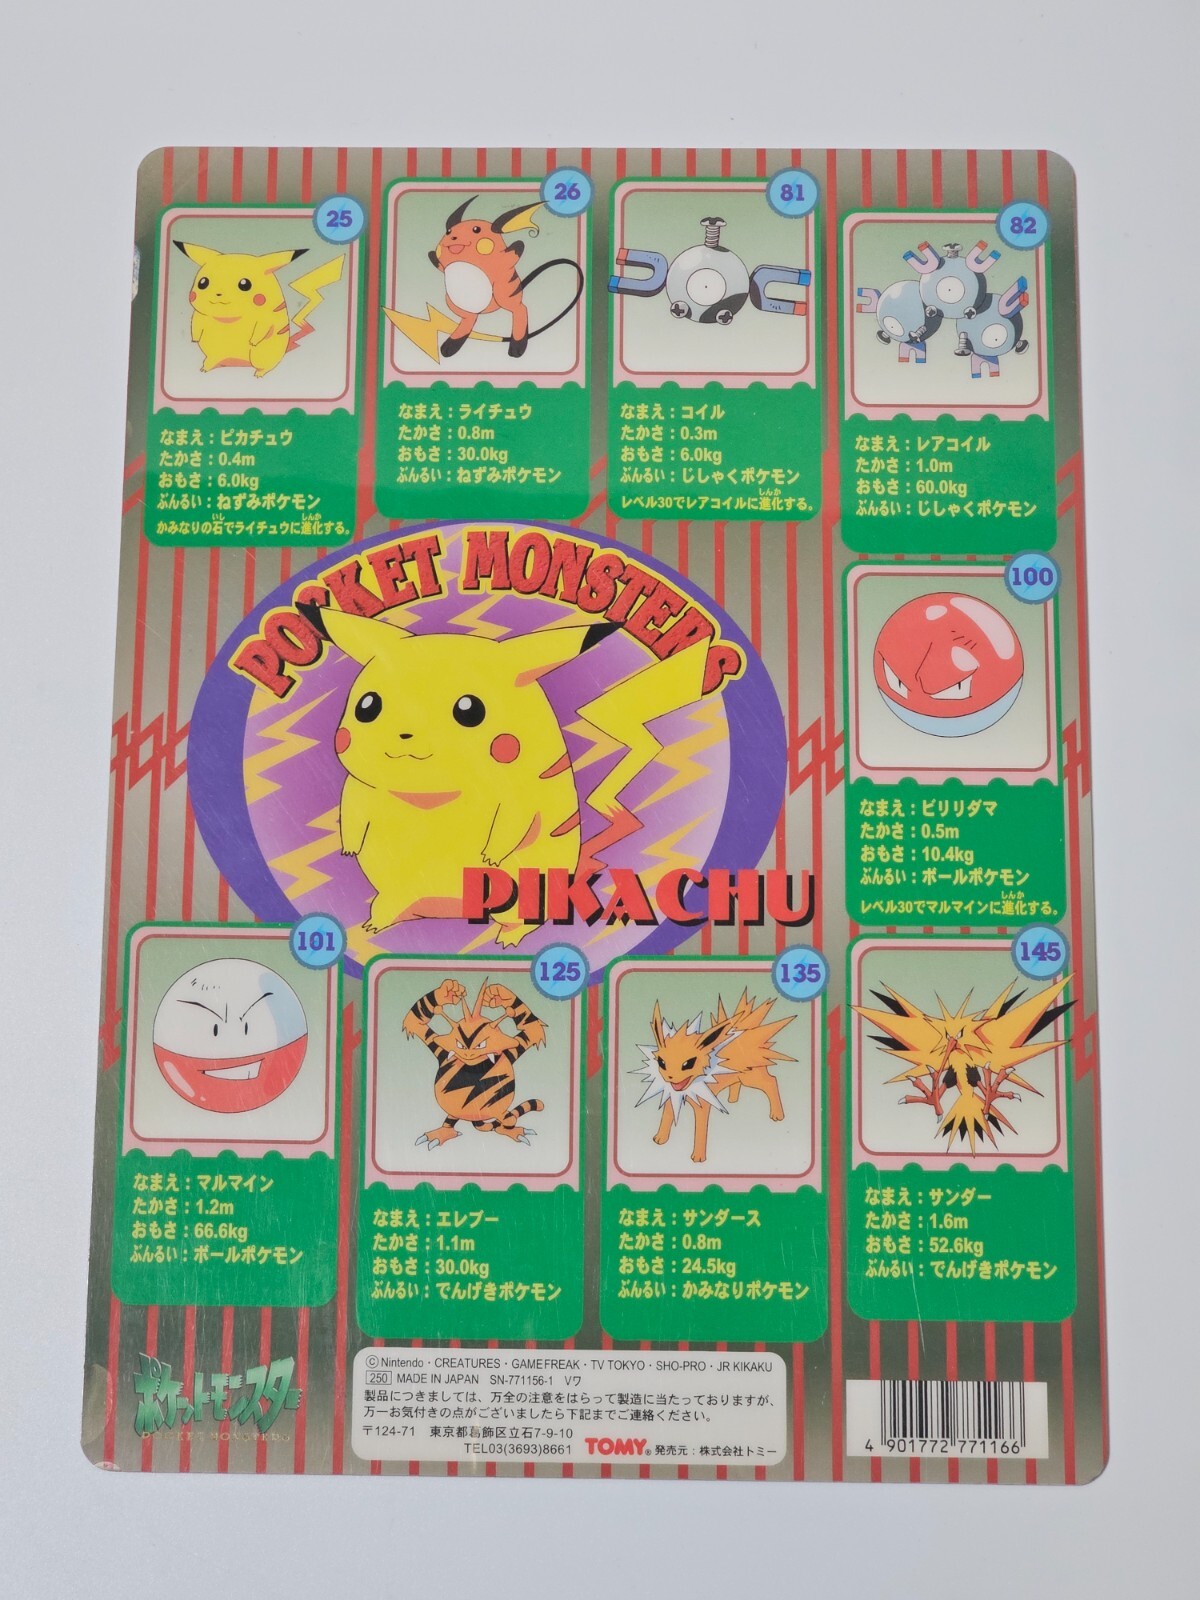 25
なまえ：ピカチュウ
たかさ：0.4m
おもさ：6.0kg
ぶんるい：ねずみポケモン
かみなりの石でライチュウに進化する。
いし
しんか
26
なまえ：ライチュウ
たかさ：0.8m
おもさ：30.0kg
ぶんるい：ねずみポケモン
81
なまえ：コイル
たかさ：0.3m
おもさ：6.0kg
ぶんるい：じしゃくポケモン
しんか
レベル30でレアコイルに進化する。
82
なまえ：レアコイル
たかさ：1.0m
おもさ：60.0kg
ぶんるい：じしゃくポケモン
POCKET MONSTERS
PIKACHU
100
なまえ：ビリリダマ
たかさ：0.5m
おもさ：10.4kg
ぶんるい：ボールポケモン
しんか
レベル30でマルマインに進化する。
101
なまえ：マルマイン
たかさ：1.2m
おもさ：66.6kg
ぶんるい：ボールポケモン
125
なまえ：エレブー
たかさ：1.1m
おもさ：30.0kg
ぶんるい：でんげきポケモン
135
なまえ：サンダース
たかさ：0.8m
おもさ：24.5kg
ぶんるい：かみなりポケモン
145
なまえ：サンダー
たかさ：1.6m
おもさ：52.6kg
ぶんるい：でんげきポケモン
ポケットモンスター
POCKET MONSTERS
©Nintendo・CREATURES・GAMEFREAK・TV TOKYO・SHO-PRO・JR KIKAKU
250 MADE IN JAPAN SN-771156-1 Vワ
製品につきましては、万全の注意をはらって製造に当たっておりますが、
万一お気付きの点がございましたら下記までご連絡ください。
〒124-71 東京都葛飾区立石7-9-10
TEL03(3693)8661 TOMY® 発売元：株式会社トミー
4 901772 771166